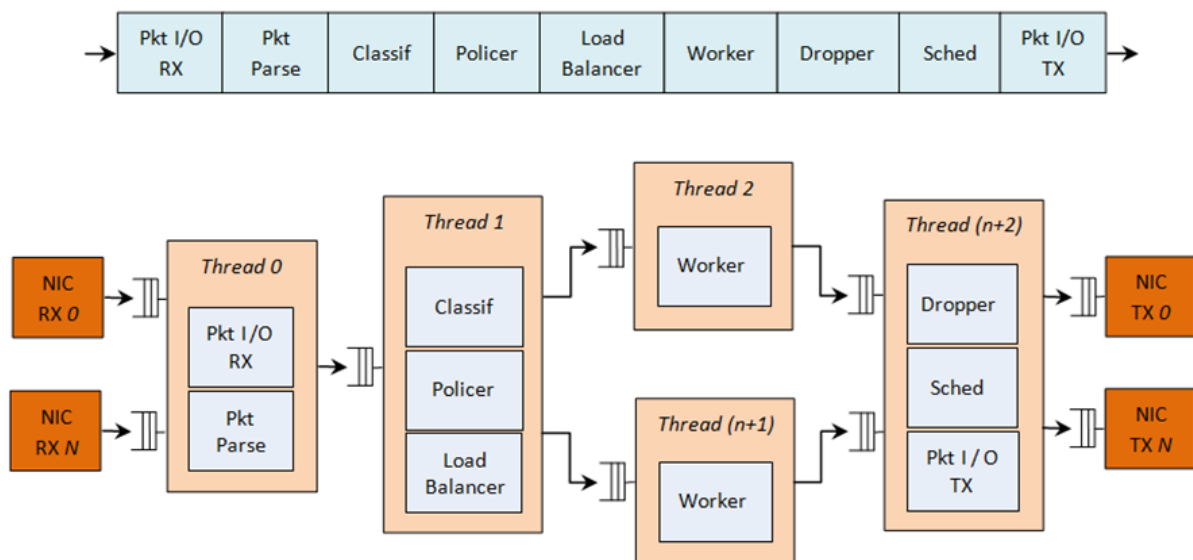 Pkt I/O
RX
Pkt
Parse
Classif
Policer
Load
Balancer
Worker
Dropper
Sched
Pkt I/O
TX
NIC
RX 0
NIC
RX N
Thread 0
Pkt I/O
RX
Pkt
Parse
Thread 1
Classif
Policer
Load
Balancer
Thread 2
Worker
Thread (n+1)
Worker
Thread (n+2)
Dropper
Sched
Pkt I / O
TX
NIC
TX 0
NIC
TX N